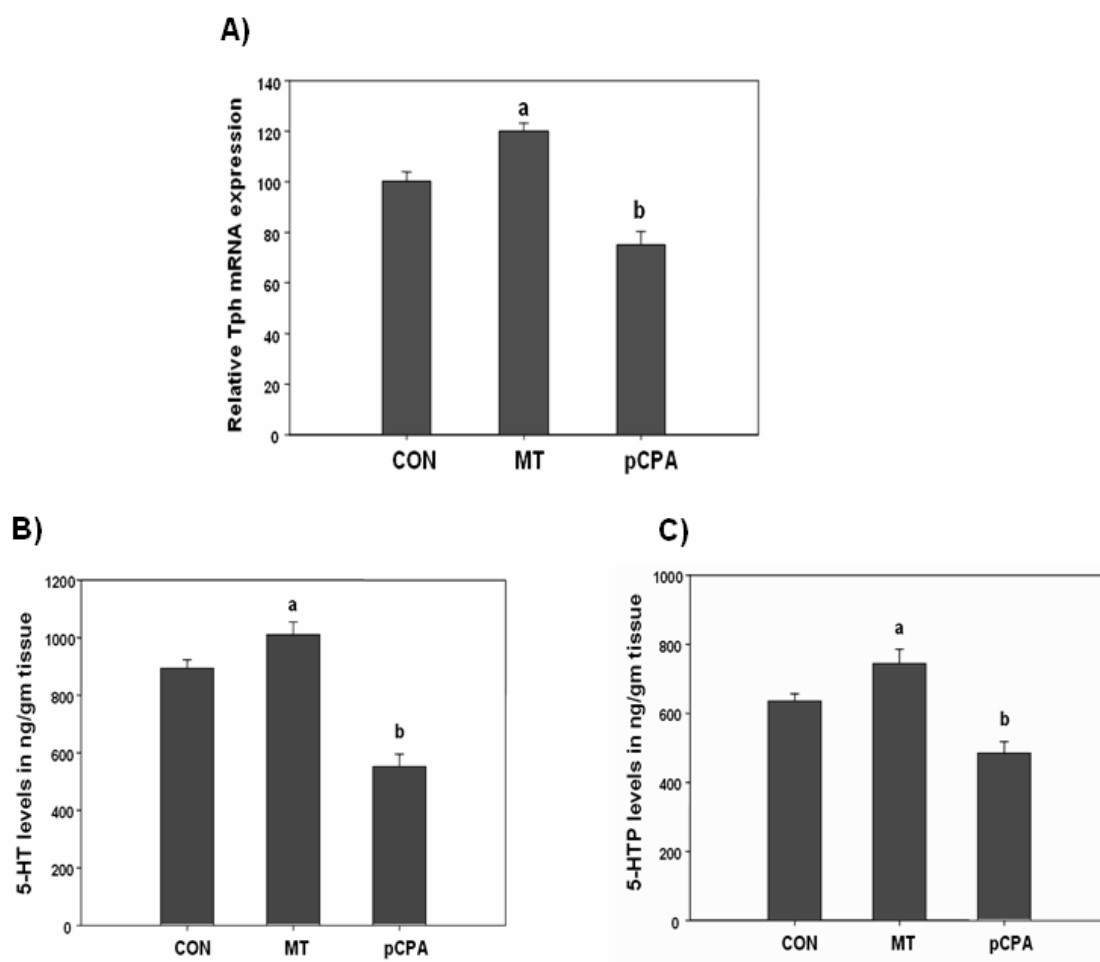 A)
Relative Tph mRNA expression
140
120
100
80
60
40
20
0
a
b
CON MT pCPA
B)
5-HT levels in ng/gm tissue
1200
1000
800
600
400
200
0
a
b
CON MT pCPA
C)
5-HTP levels in ng/gm tissue
1000
800
600
400
200
0
a
b
CON MT pCPA